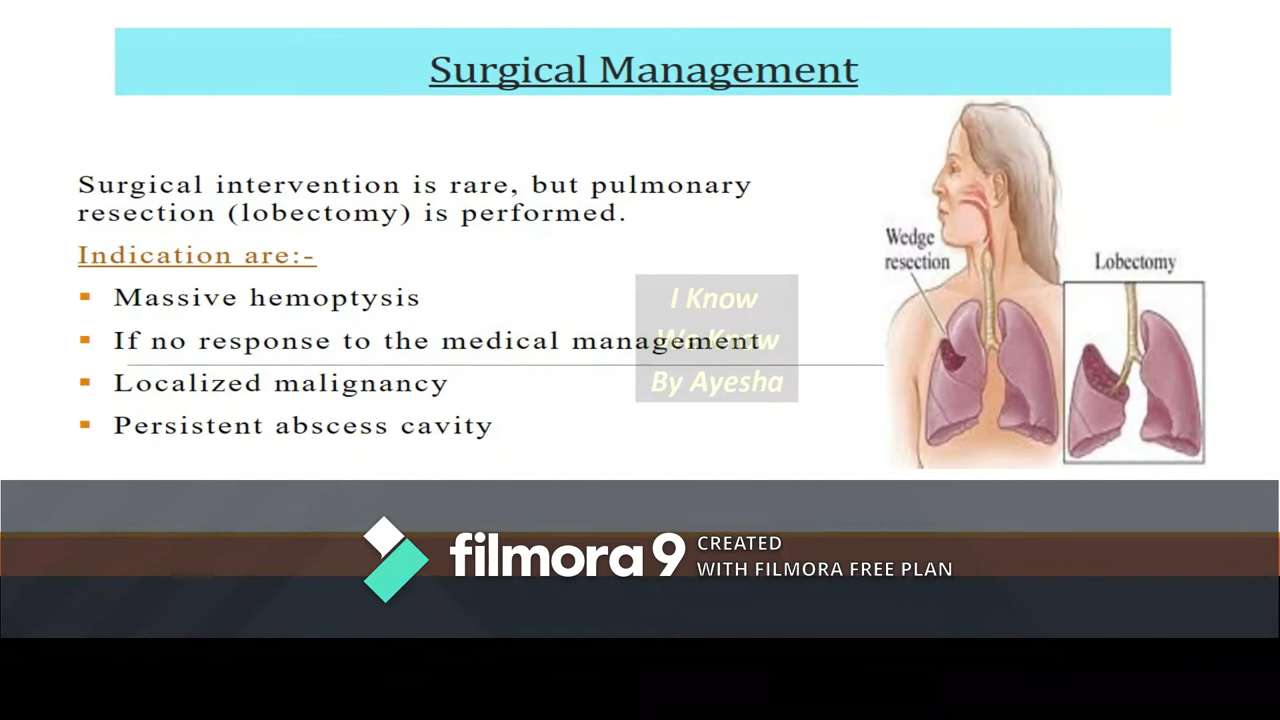 Surgical Management
Surgical intervention is rare, but pulmonary
resection (lobectomy) is performed.
Indication are:-
Massive hemoptysis
If no response to the medical management
Localized malignancy
Persistent abscess cavity
I Know
We Know
By Ayesha
Wedge
resection
Lobectomy
filmora 9
CREATED
WITH FILMORA FREE PLAN